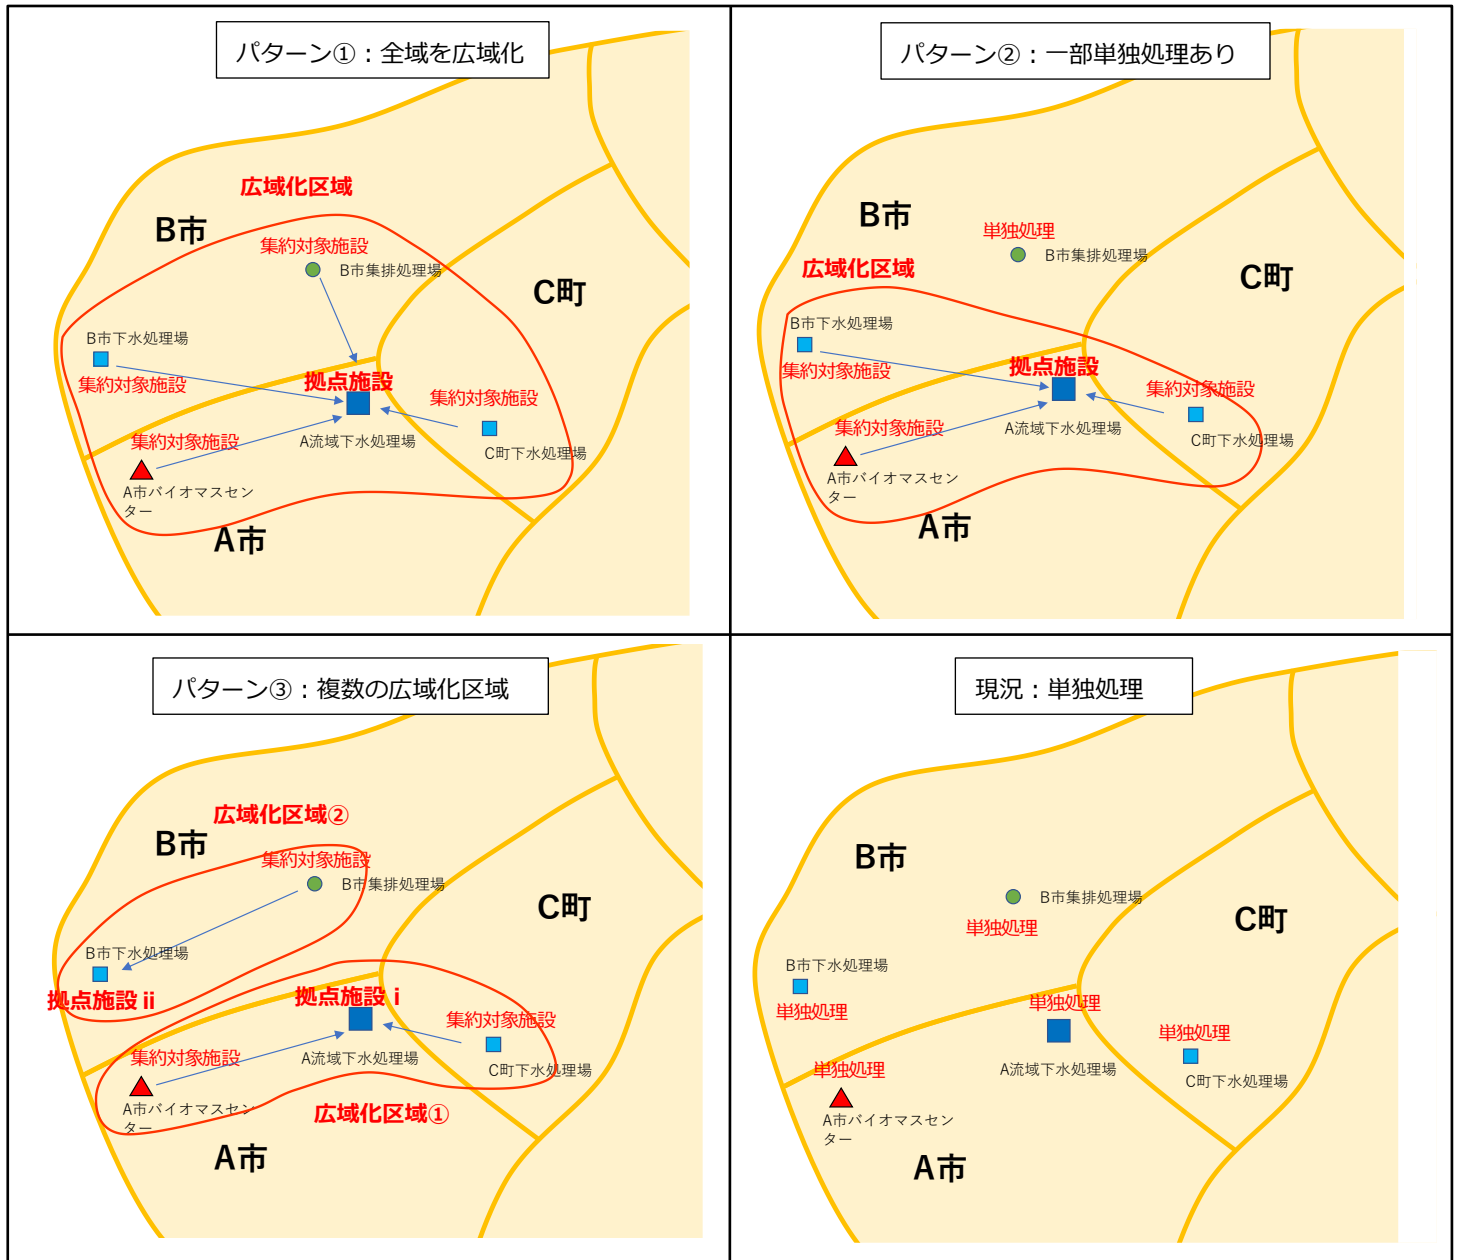 パターン①：全域を広域化
広域化区域
B市
集約対象施設
B市集排処理場
C町
B市下水処理場
集約対象施設
拠点施設
集約対象施設
集約対象施設
A流域下水処理場
C町下水処理場
A市バイオマスセン
ター
A市
パターン②：一部単独処理あり
B市
単独処理
B市集排処理場
広域化区域
C町
B市下水処理場
集約対象施設
拠点施設
集約対象施設
集約対象施設
A流域下水処理場
C町下水処理場
A市バイオマスセン
ター
A市
パターン③：複数の広域化区域
広域化区域②
B市
集約対象施設
B市集排処理場
C町
B市下水処理場
拠点施設 ii
拠点施設 i
集約対象施設
集約対象施設
A流域下水処理場
C町下水処理場
A市バイオマスセン
ター
広域化区域①
A市
現況：単独処理
B市
B市集排処理場
単独処理
C町
B市下水処理場
単独処理
単独処理
単独処理
単独処理
A流域下水処理場
C町下水処理場
A市バイオマスセン
ター
A市